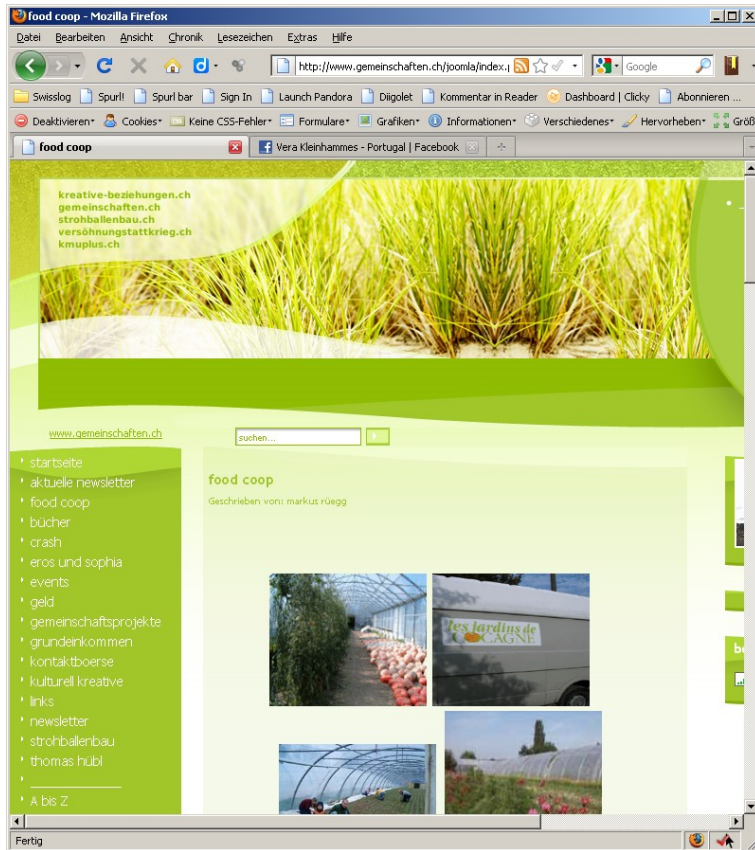 food coop - Mozilla Firefox
Datei Bearbeiten Ansicht Chronik Lesezeichen Extras Hilfe
http://www.gemeinschaften.ch/joomla/index.p Google
Swisslog Spurl! Spurl bar Sign In Launch Pandora Diigolet Kommentar in Reader Dashboard | Clicky Abonnieren ...
Deaktivieren Cookies Keine CSS-Fehler Formulare Grafiken Informationen Verschiedenes Hervorheben Größ
food coop Vera Kleinhammes - Portugal | Facebook
kreative-beziehungen.ch
gemeinschaften.ch
strohballenbau.ch
versöhnungstattkrieg.ch
kmuplus.ch
www.gemeinschaften.ch
suchen...
startseite
aktuelle newsletter
food coop
bücher
crash
eros und sophia
events
geld
gemeinschaftsprojekte
grundeinkommen
kontaktboerse
kulturell kreative
links
newsletter
strohballenbau
thomas hübl
A bis Z
food coop
Geschrieben von: markus rüegg
les jardins de
COCAGNE
be
Fertig